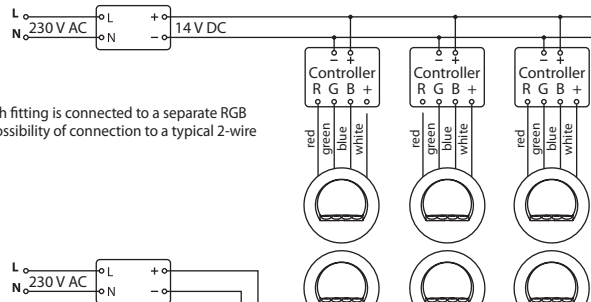 L 230 V AC L + 14 V DC
N N –
– + – + – +
Controller Controller Controller
R G B + R G B + R G B +
red green blue white red green blue white red green blue white
h fitting is connected to a separate RGB
ossibility of connection to a typical 2-wire
L 230 V AC L +
N N –